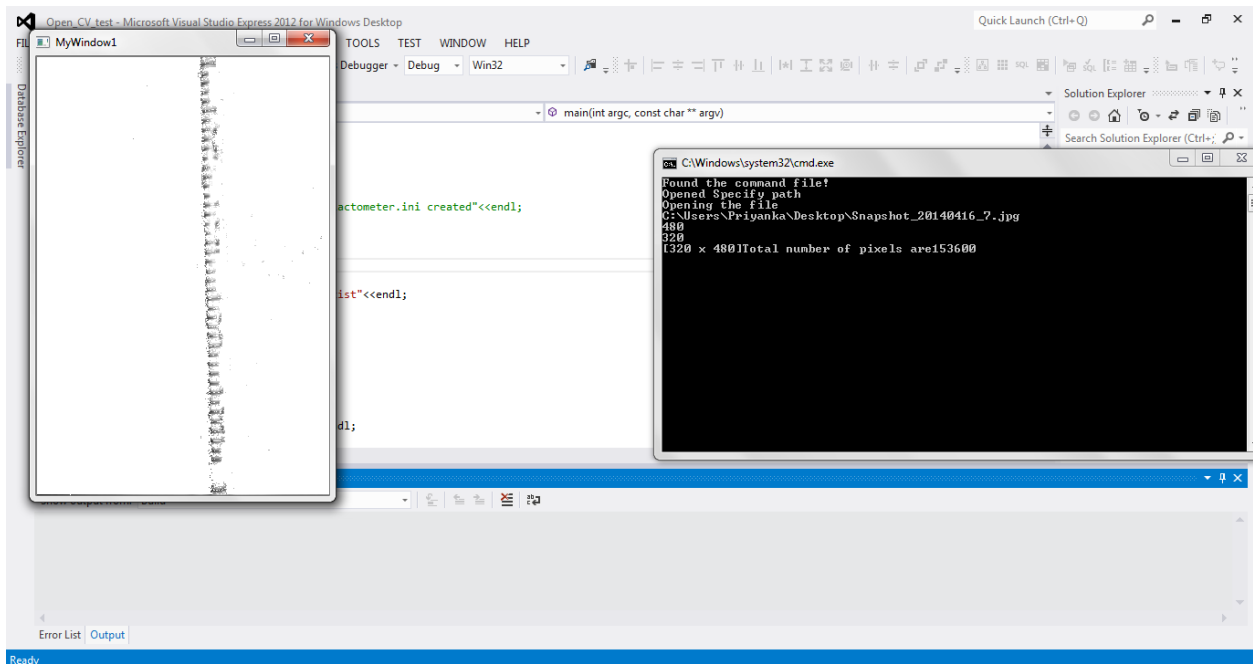 Open_CV_test - Microsoft Visual Studio Express 2012 for Windows Desktop
Quick Launch (Ctrl+Q)
MyWindow1
TOOLS TEST WINDOW HELP
Debugger Debug Win32
Database Explorer
main(int argc, const char ** argv)
Solution Explorer
Search Solution Explorer (Ctrl+;
actometer.ini created"<<endl;
ist"<<endl;
dl;
C:\Windows\system32\cmd.exe
Found the command file!
Opened Specify path
Opening the file
C:\Users\Priyanka\Desktop\Snapshot_20140416_7.jpg
480
320
[320 x 480]Total number of pixels are153600
Error List Output
Ready